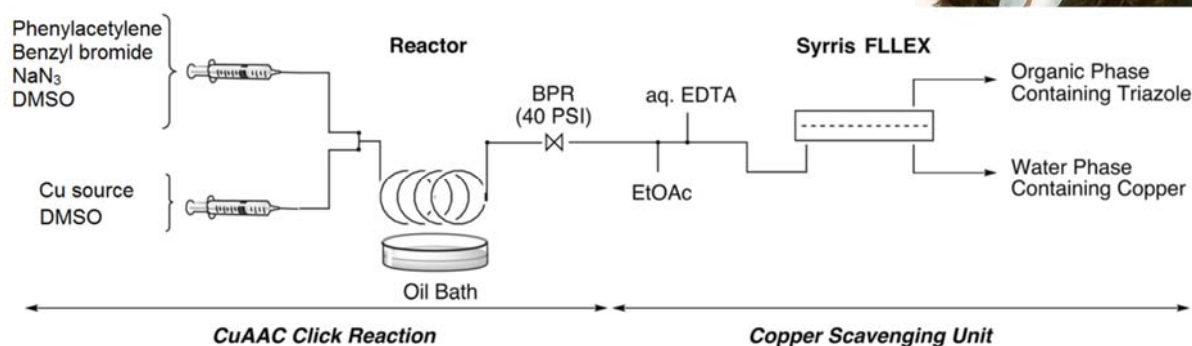 Phenylacetylene
Benzyl bromide
NaN₃
DMSO
Reactor
Syrris FLLEX
BPR
(40 PSI)
aq. EDTA
Organic Phase
Containing Triazole
Cu source
DMSO
EtOAc
Water Phase
Containing Copper
Oil Bath
CuAAC Click Reaction
Copper Scavenging Unit